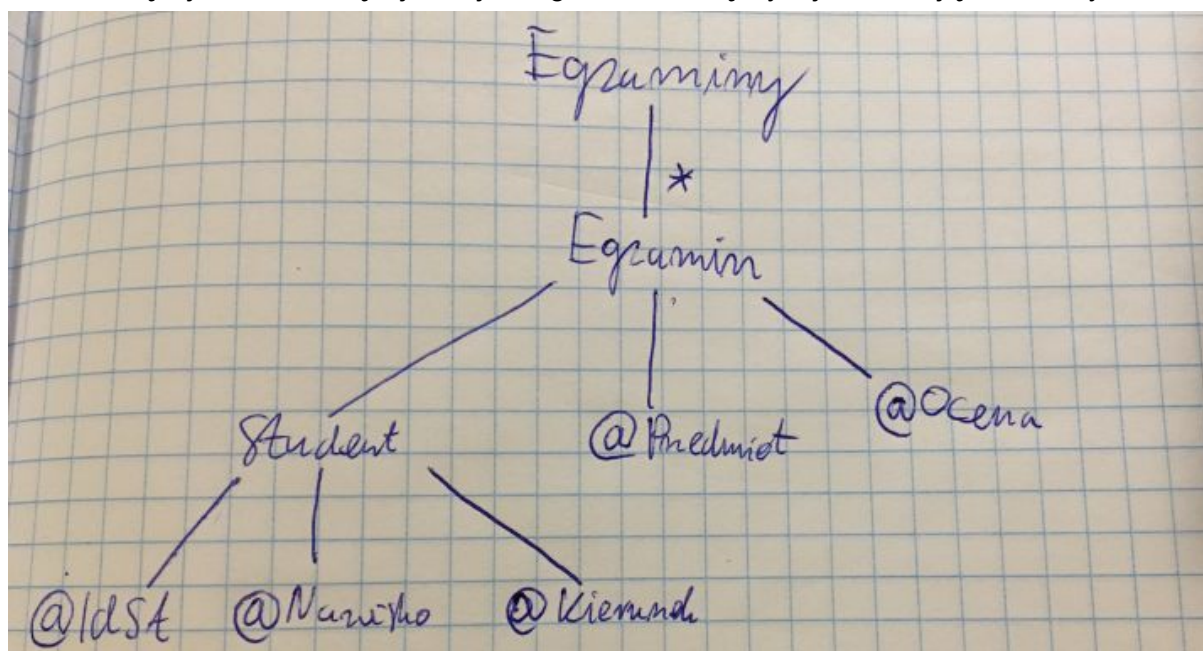 Egzaminy
*
Egzamin
Student @Przedmiot @Ocena
@IdSt @Nazwisko @Kierunek